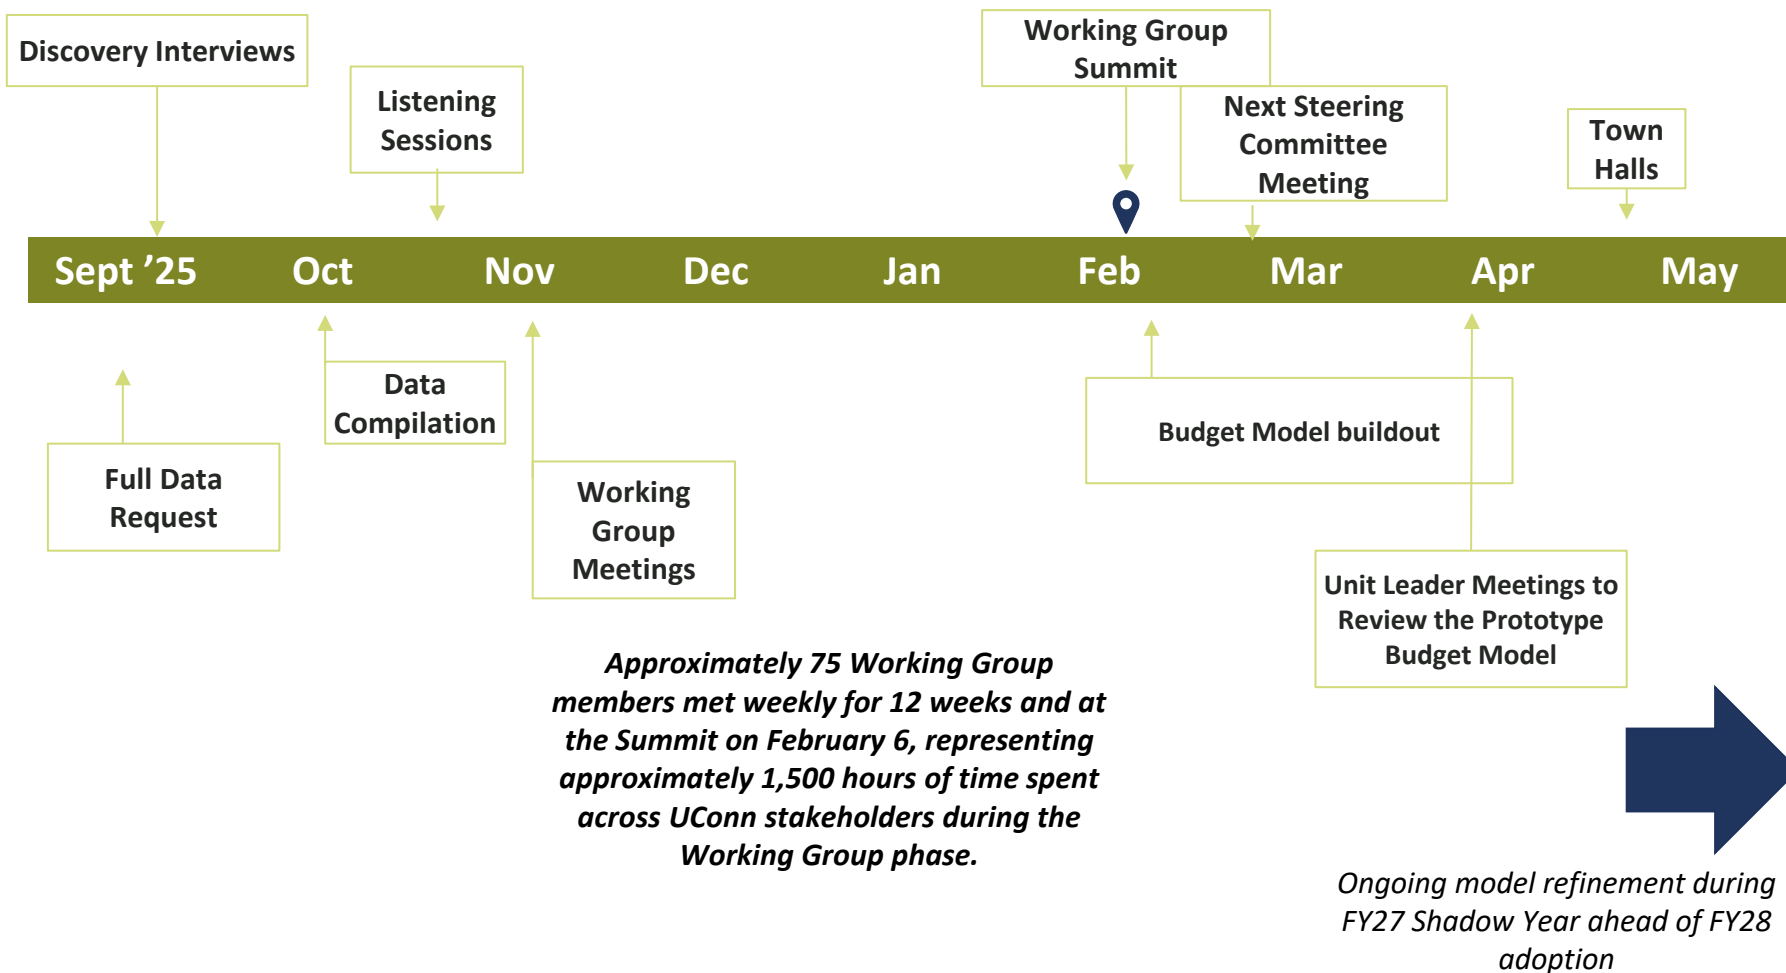 Discovery Interviews
Listening
Sessions
Working Group
Summit
Next Steering
Committee
Meeting
Town
Halls
Sept ’25 Oct Nov Dec Jan Feb Mar Apr May
Full Data
Request
Data
Compilation
Working
Group
Meetings
Budget Model buildout
Unit Leader Meetings to
Review the Prototype
Budget Model
Approximately 75 Working Group
members met weekly for 12 weeks and at
the Summit on February 6, representing
approximately 1,500 hours of time spent
across UConn stakeholders during the
Working Group phase.
Ongoing model refinement during
FY27 Shadow Year ahead of FY28
adoption